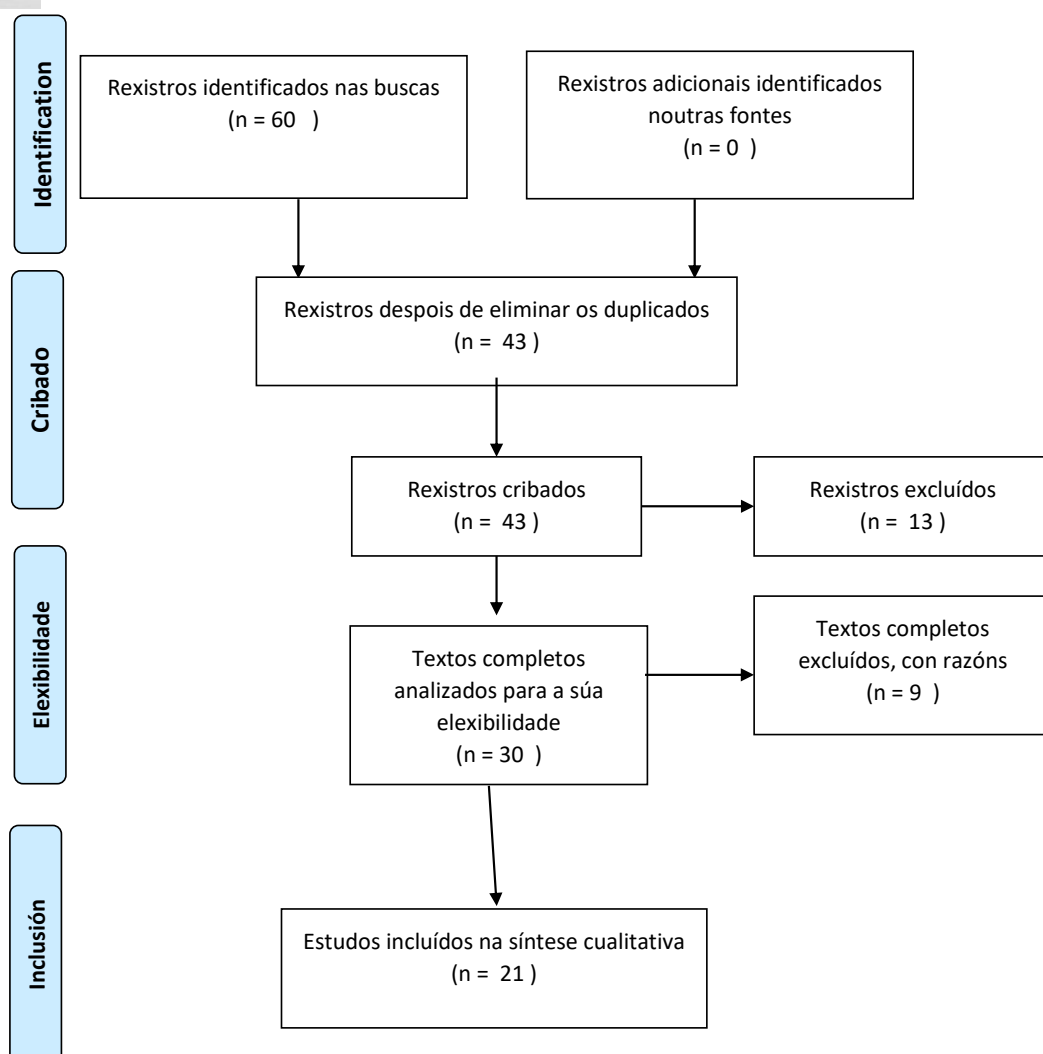 Identification
Rexistros identificados nas buscas
(n = 60   )
Rexistros adicionais identificados
noutras fontes
(n = 0  )
Cribado
Rexistros despois de eliminar os duplicados
(n =  43 )
Rexistros cribados
(n =  43 )
Rexistros excluídos
(n =  13 )
Elexibilidade
Textos completos
analizados para a súa
elexibilidade
(n = 30  )
Textos completos
excluídos, con razóns
(n = 9  )
Inclusión
Estudos incluídos na síntese cualitativa
(n =  21 )